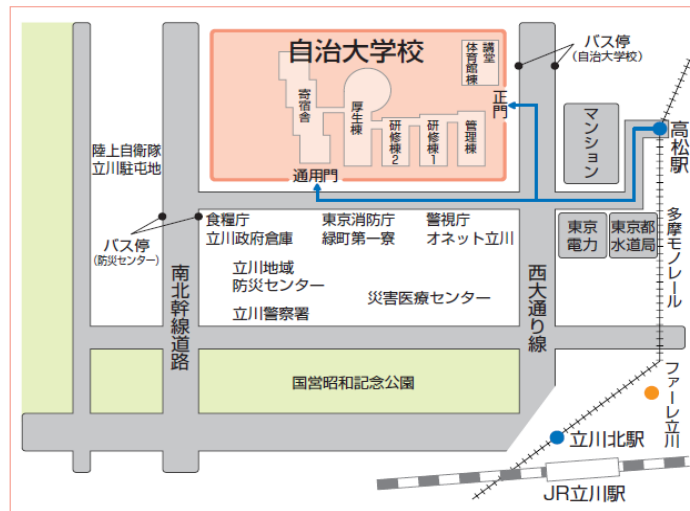 自治大学校
講堂
体育館棟
バス停
(自治大学校)
正門
寄宿舎
厚生棟
研修棟2
研修棟1
管理棟
マンション
高松駅
陸上自衛隊
立川駐屯地
通用門
バス停
(防災センター)
食糧庁
立川政府倉庫
東京消防庁
緑町第一寮
警視庁
オネット立川
東京
電力
東京都
水道局
多摩モノレール
立川地域
防災センター
災害医療センター
立川警察署
南北幹線道路
西大通り線
国営昭和記念公園
ファーレ立川
立川北駅
JR立川駅